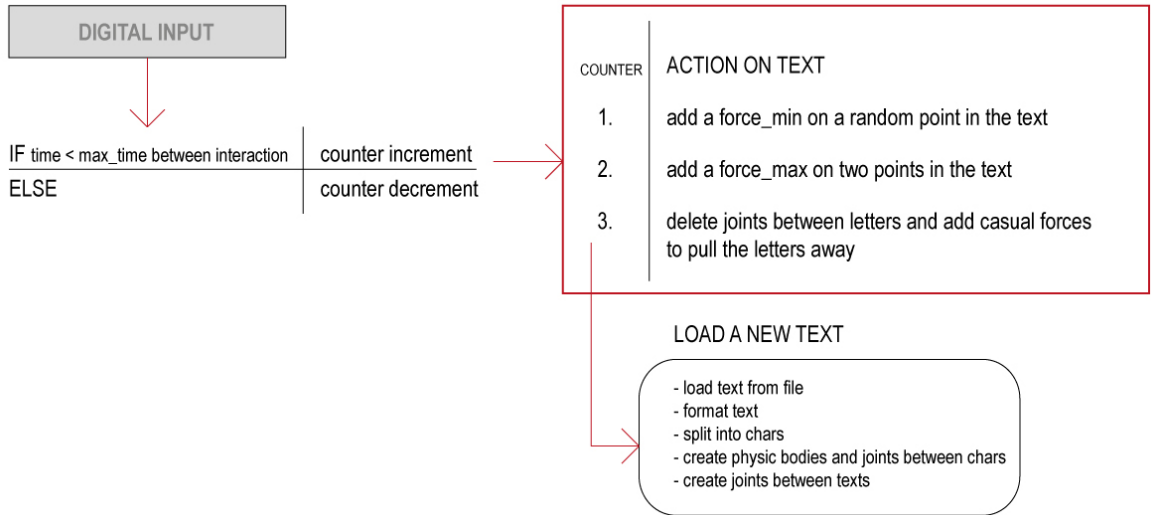 DIGITAL INPUT
IF time < max_time between interaction counter increment
ELSE counter decrement
COUNTER ACTION ON TEXT
1. add a force_min on a random point in the text
2. add a force_max on two points in the text
3. delete joints between letters and add casual forces
to pull the letters away
LOAD A NEW TEXT
- load text from file
- format text
- split into chars
- create physic bodies and joints between chars
- create joints between texts